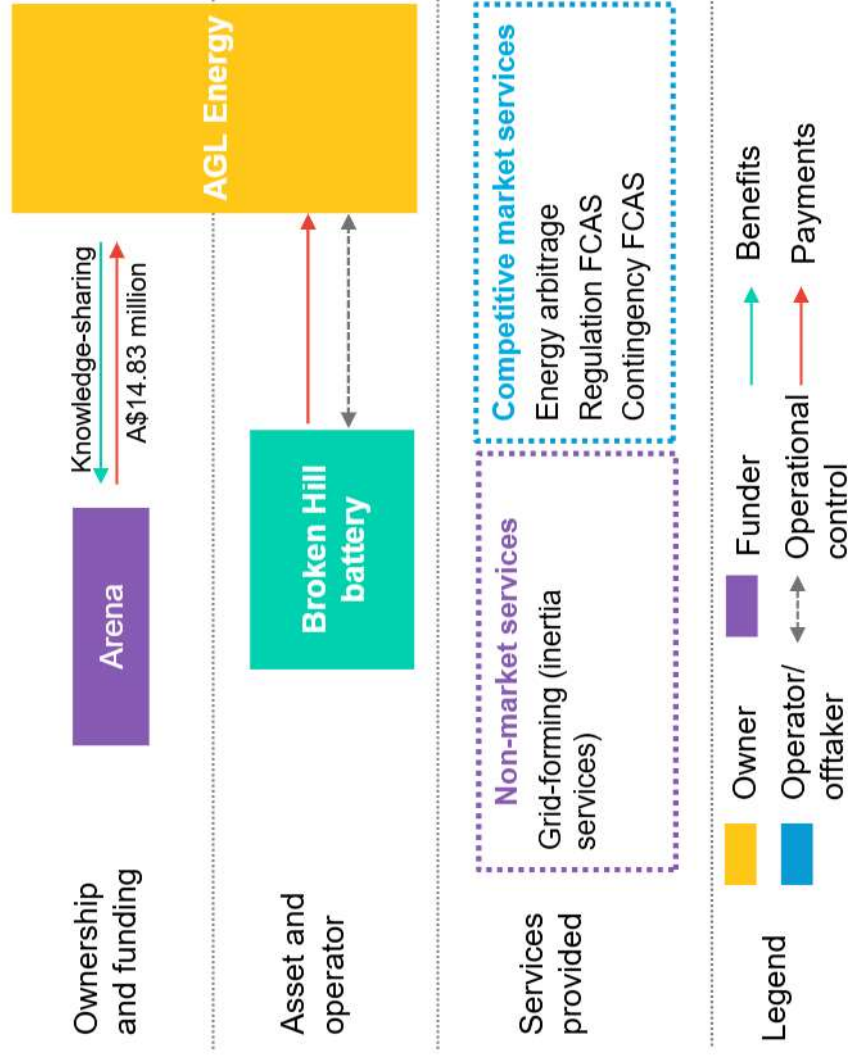 Ownership
and funding
Arena
Knowledge-sharing
A$14.83 million
AGL Energy
Asset and
operator
Broken Hill
battery
Services
provided
Non-market services
Grid-forming (inertia
services)
Competitive market services
Energy arbitrage
Regulation FCAS
Contingency FCAS
Legend
Owner
Funder
Benefits
Operator/
offtaker
Operational
control
Payments